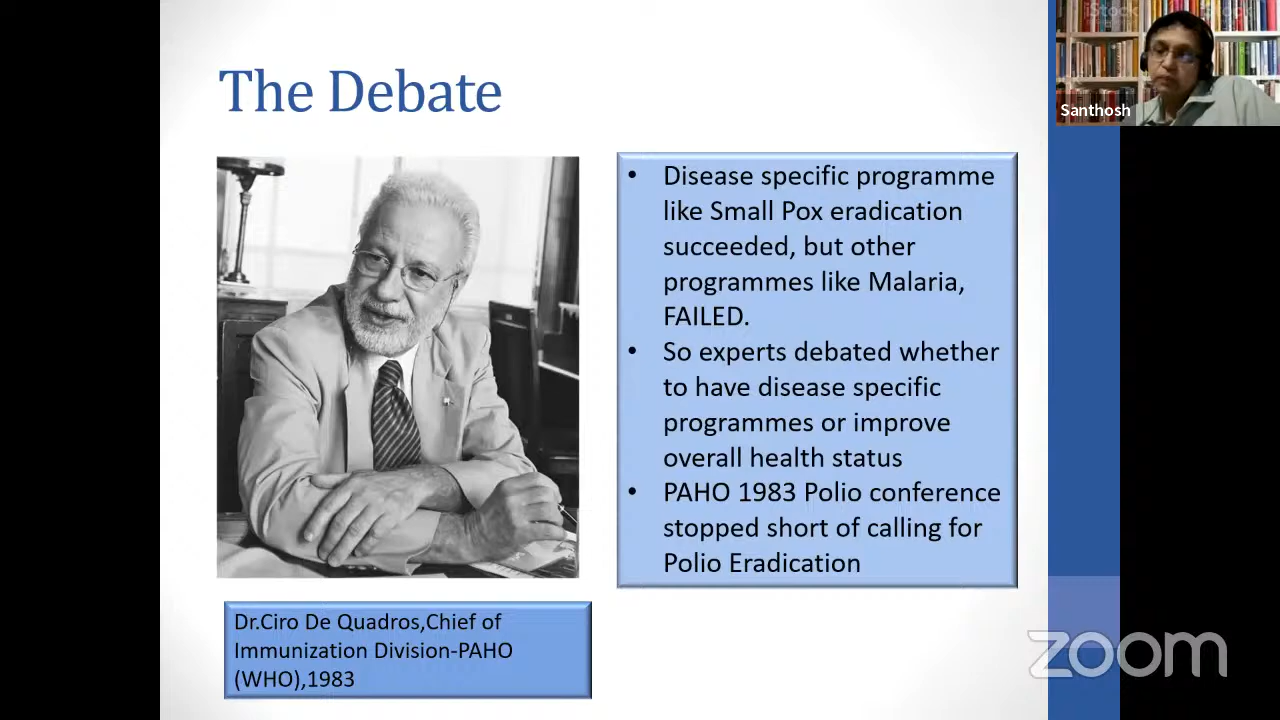 The Debate
• Disease specific programme
like Small Pox eradication
succeeded, but other
programmes like Malaria,
FAILED.
• So experts debated whether
to have disease specific
programmes or improve
overall health status
• PAHO 1983 Polio conference
stopped short of calling for
Polio Eradication
Dr.Ciro De Quadros,Chief of
Immunization Division-PAHO
(WHO),1983
iStock
Santhosh
zoom